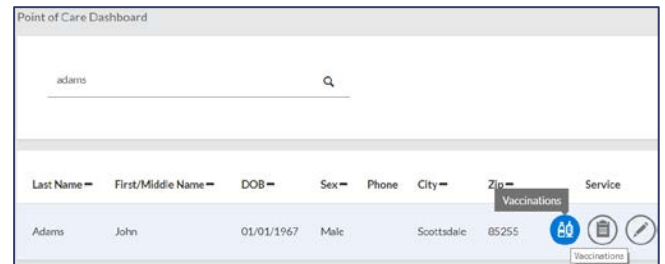 Point of Care Dashboard
adams
Last Name First/Middle Name DOB Sex Phone City Zip Service
Vaccinations
Adams John 01/01/1967 Male Scottsdale 85255
Vaccinations